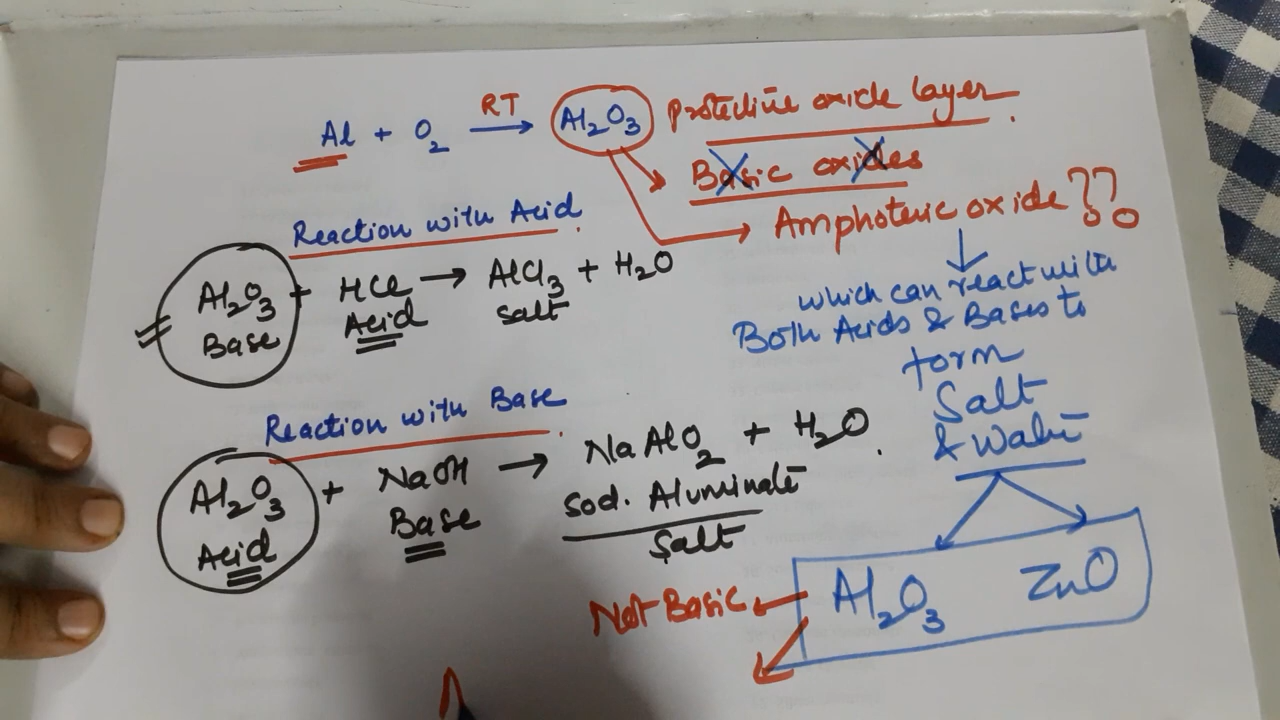 Al + O2 RT → Al2O3 Protective oxide layer.
Basic oxides
Amphoteric oxide ??
Reaction with Acid.
Al2O3 + HCl → AlCl3 + H2O
Base Acid Salt
which can react with
Both Acids & Bases to
form
Salt
& Water
Reaction with Base.
Al2O3 + NaOH → NaAlO2 + H2O.
Acid Base Sod. Aluminate
Salt
Al2O3 ZnO
Not Basic